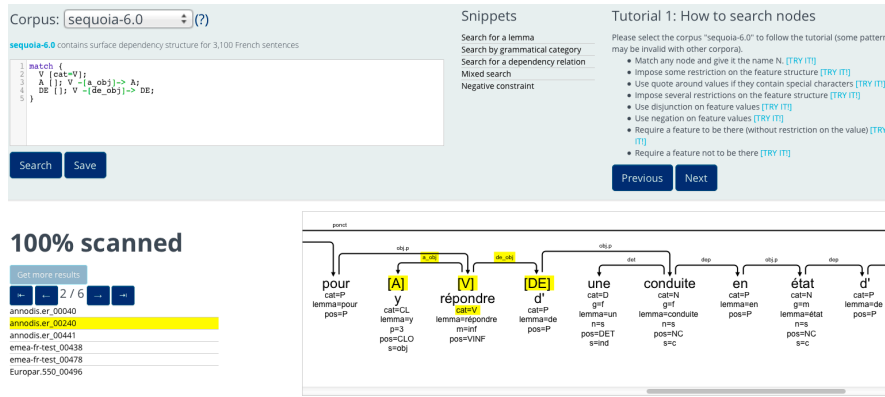 Corpus: sequoia-6.0 (?)
sequoia-6.0 contains surface dependency structure for 3,100 French sentences
1 match {
2 V [cat=V];
3 A []; V -[a_obj]-> A;
4 DE []; V -[de_obj]-> DE;
5 }
Search Save
Snippets
Search for a lemma
Search by grammatical category
Search for a dependency relation
Mixed search
Negative constraint
Tutorial 1: How to search nodes
Please select the corpus "sequoia-6.0" to follow the tutorial (some pattern
may be invalid with other corpora).
• Match any node and give it the name N. [TRY IT!]
• Impose some restriction on the feature structure [TRY IT!]
• Use quote around values if they contain special characters [TRY IT!]
• Impose several restrictions on the feature structure [TRY IT!]
• Use disjunction on feature values [TRY IT!]
• Use negation on feature values [TRY IT!]
• Require a feature to be there (without restriction on the value) [TRY
IT!]
• Require a feature not to be there [TRY IT!]
Previous Next
100% scanned
Get more results
⇤ ← 2 / 6 → ⇥
annodis.er_00040
annodis.er_00240
annodis.er_00441
emea-fr-test_00438
emea-fr-test_00478
Europar.550_00496
ponct
obj.p obj.p
a_obj de_obj det dep obj.p dep
pour [A] [V] [DE] une conduite en état d'
cat=P y répondre d' cat=D cat=N cat=P cat=N cat=P
lemma=pour cat=CL cat=V cat=P g=f g=f lemma=en g=m lemma=de
pos=P lemma=y lemma=répondre lemma=de lemma=un lemma=conduite pos=P lemma=état pos=P
p=3 m=inf pos=P n=s n=s n=s
pos=CLO pos=VINF pos=DET pos=NC pos=NC
s=obj s=ind s=c s=c